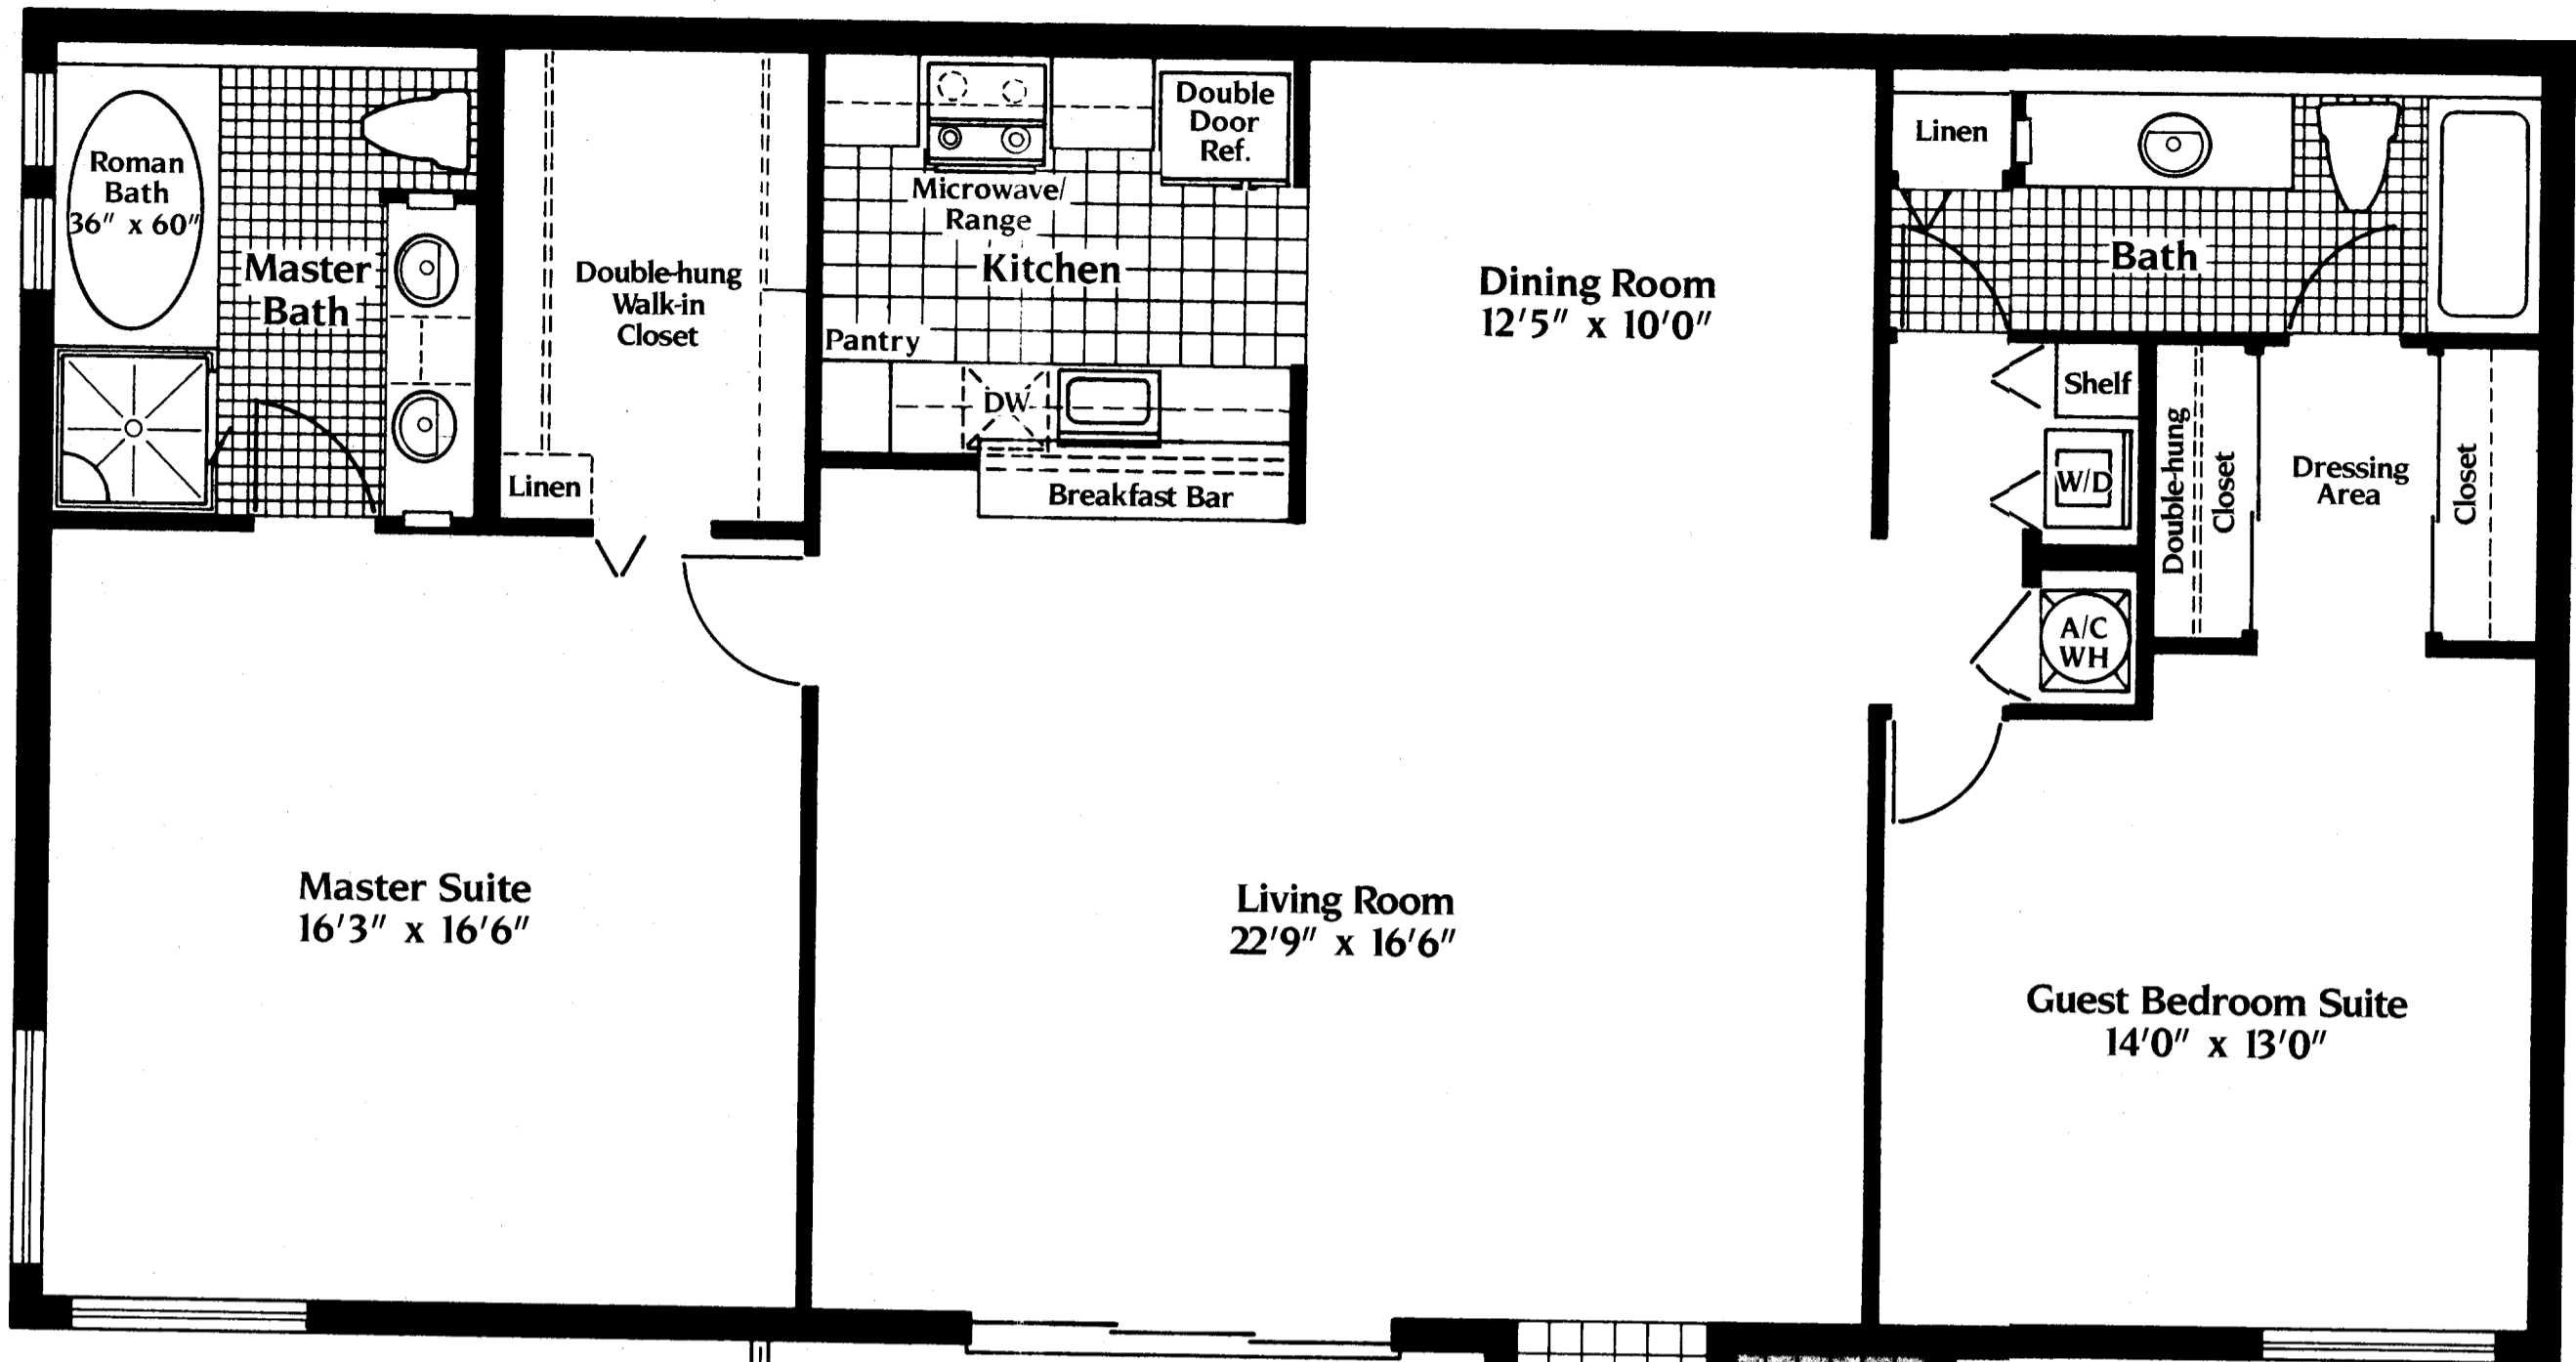 Roman
Bath
36" x 60"
Master
Bath
Double-hung
Walk-in
Closet
Linen
Double
Door
Ref.
Microwave/
Range
Kitchen
Pantry
DW
Breakfast Bar
Dining Room
12'5" x 10'0"
Linen
Bath
Shelf
W/D
A/C
WH
Double-hung
Closet
Dressing
Area
Closet
Master Suite
16'3" x 16'6"
Living Room
22'9" x 16'6"
Guest Bedroom Suite
14'0" x 13'0"